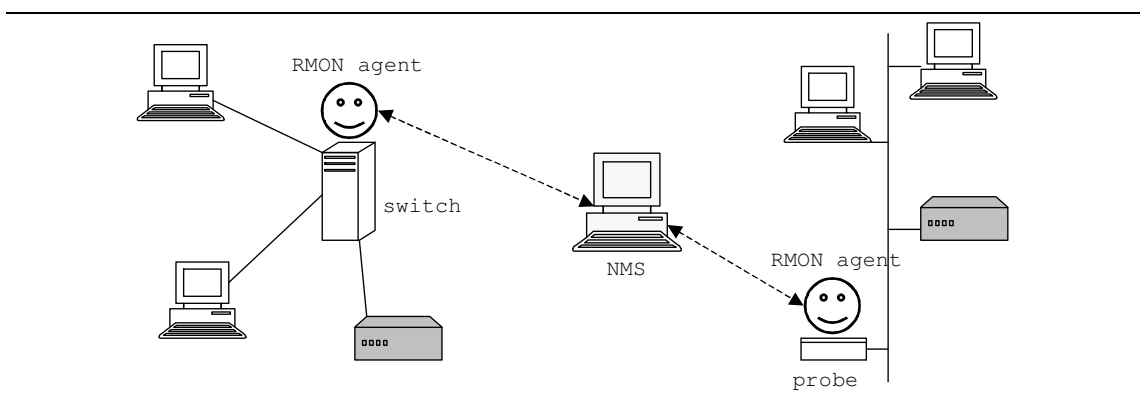 RMON agent
switch
NMS
RMON agent
probe